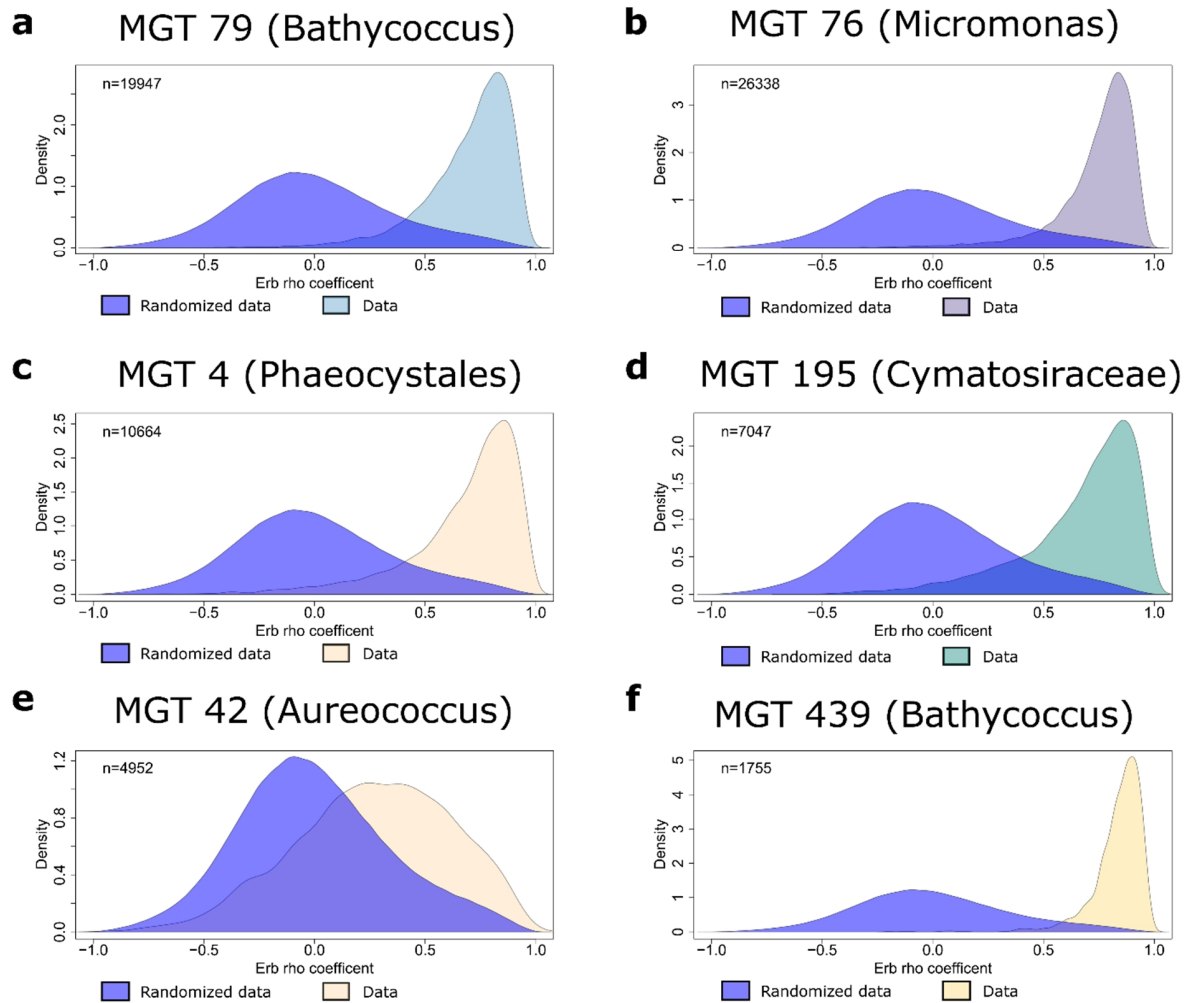 a MGT 79 (Bathycoccus)
n=19947
Density
0.0 1.0 2.0
−1.0 −0.5 0.0 0.5 1.0
Erb rho coefficent
Randomized data Data
b MGT 76 (Micromonas)
n=26338
Density
0 1 2 3
−1.0 −0.5 0.0 0.5 1.0
Erb rho coefficent
Randomized data Data
c MGT 4 (Phaeocystales)
n=10664
Density
0.0 0.5 1.0 1.5 2.0 2.5
−1.0 −0.5 0.0 0.5 1.0
Erb rho coefficent
Randomized data Data
d MGT 195 (Cymatosiraceae)
n=7047
Density
0.0 0.5 1.0 1.5 2.0
−1.0 −0.5 0.0 0.5 1.0
Erb rho coefficent
Randomized data Data
e MGT 42 (Aureococcus)
n=4952
Density
0.0 0.4 0.8 1.2
−1.0 −0.5 0.0 0.5 1.0
Erb rho coefficent
Randomized data Data
f MGT 439 (Bathycoccus)
n=1755
Density
0 1 2 3 4 5
−1.0 −0.5 0.0 0.5 1.0
Erb rho coefficent
Randomized data Data